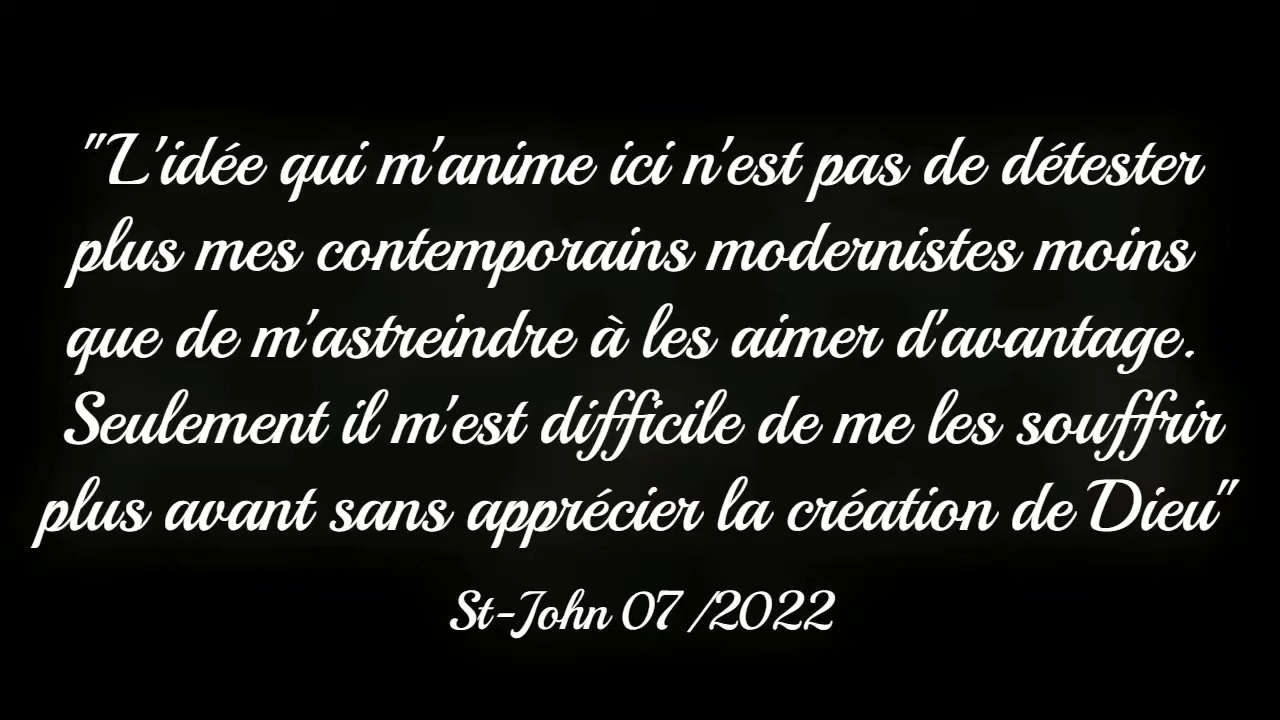 "L'idée qui m'anime ici n'est pas de détester
plus mes contemporains modernistes moins
que de m'astreindre à les aimer d'avantage.
Seulement il m'est difficile de me les souffrir
plus avant sans apprécier la création de Dieu"
St-John 07 /2022